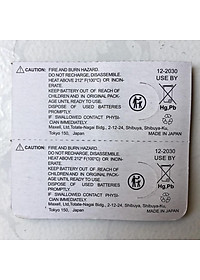 CAUTION: FIRE AND BURN HAZARD.
DO NOT RECHARGE, DISASSEMBLE,
HEAT ABOVE 212° F(100°C) OR INCIN-
ERATE.
KEEP BATTERY OUT OF REACH OF
CHILDREN AND IN ORIGINAL PACK-
AGE UNTIL READY TO USE.
DISPOSE OF USED BATTERIES
PROMPTLY.
IF SWALLOWED CONTACT PHYSI-
CIAN IMMEDIATELY.
Maxell, Ltd.Totate-Nagai Bldg., 2-12-24, Shibuya, Shibuya-Ku,
Tokyo 150, Japan
12-2030
USE BY
Hg,Pb
MADE IN JAPAN
CAUTION: FIRE AND BURN HAZARD.
DO NOT RECHARGE, DISASSEMBLE,
HEAT ABOVE 212° F(100°C) OR INCIN-
ERATE.
KEEP BATTERY OUT OF REACH OF
CHILDREN AND IN ORIGINAL PACK-
AGE UNTIL READY TO USE.
DISPOSE OF USED BATTERIES
PROMPTLY.
IF SWALLOWED CONTACT PHYSI-
CIAN IMMEDIATELY.
Maxell, Ltd.Totate-Nagai Bldg., 2-12-24, Shibuya, Shibuya-Ku,
Tokyo 150, Japan
12-2030
USE BY
Hg,Pb
MADE IN JAPAN